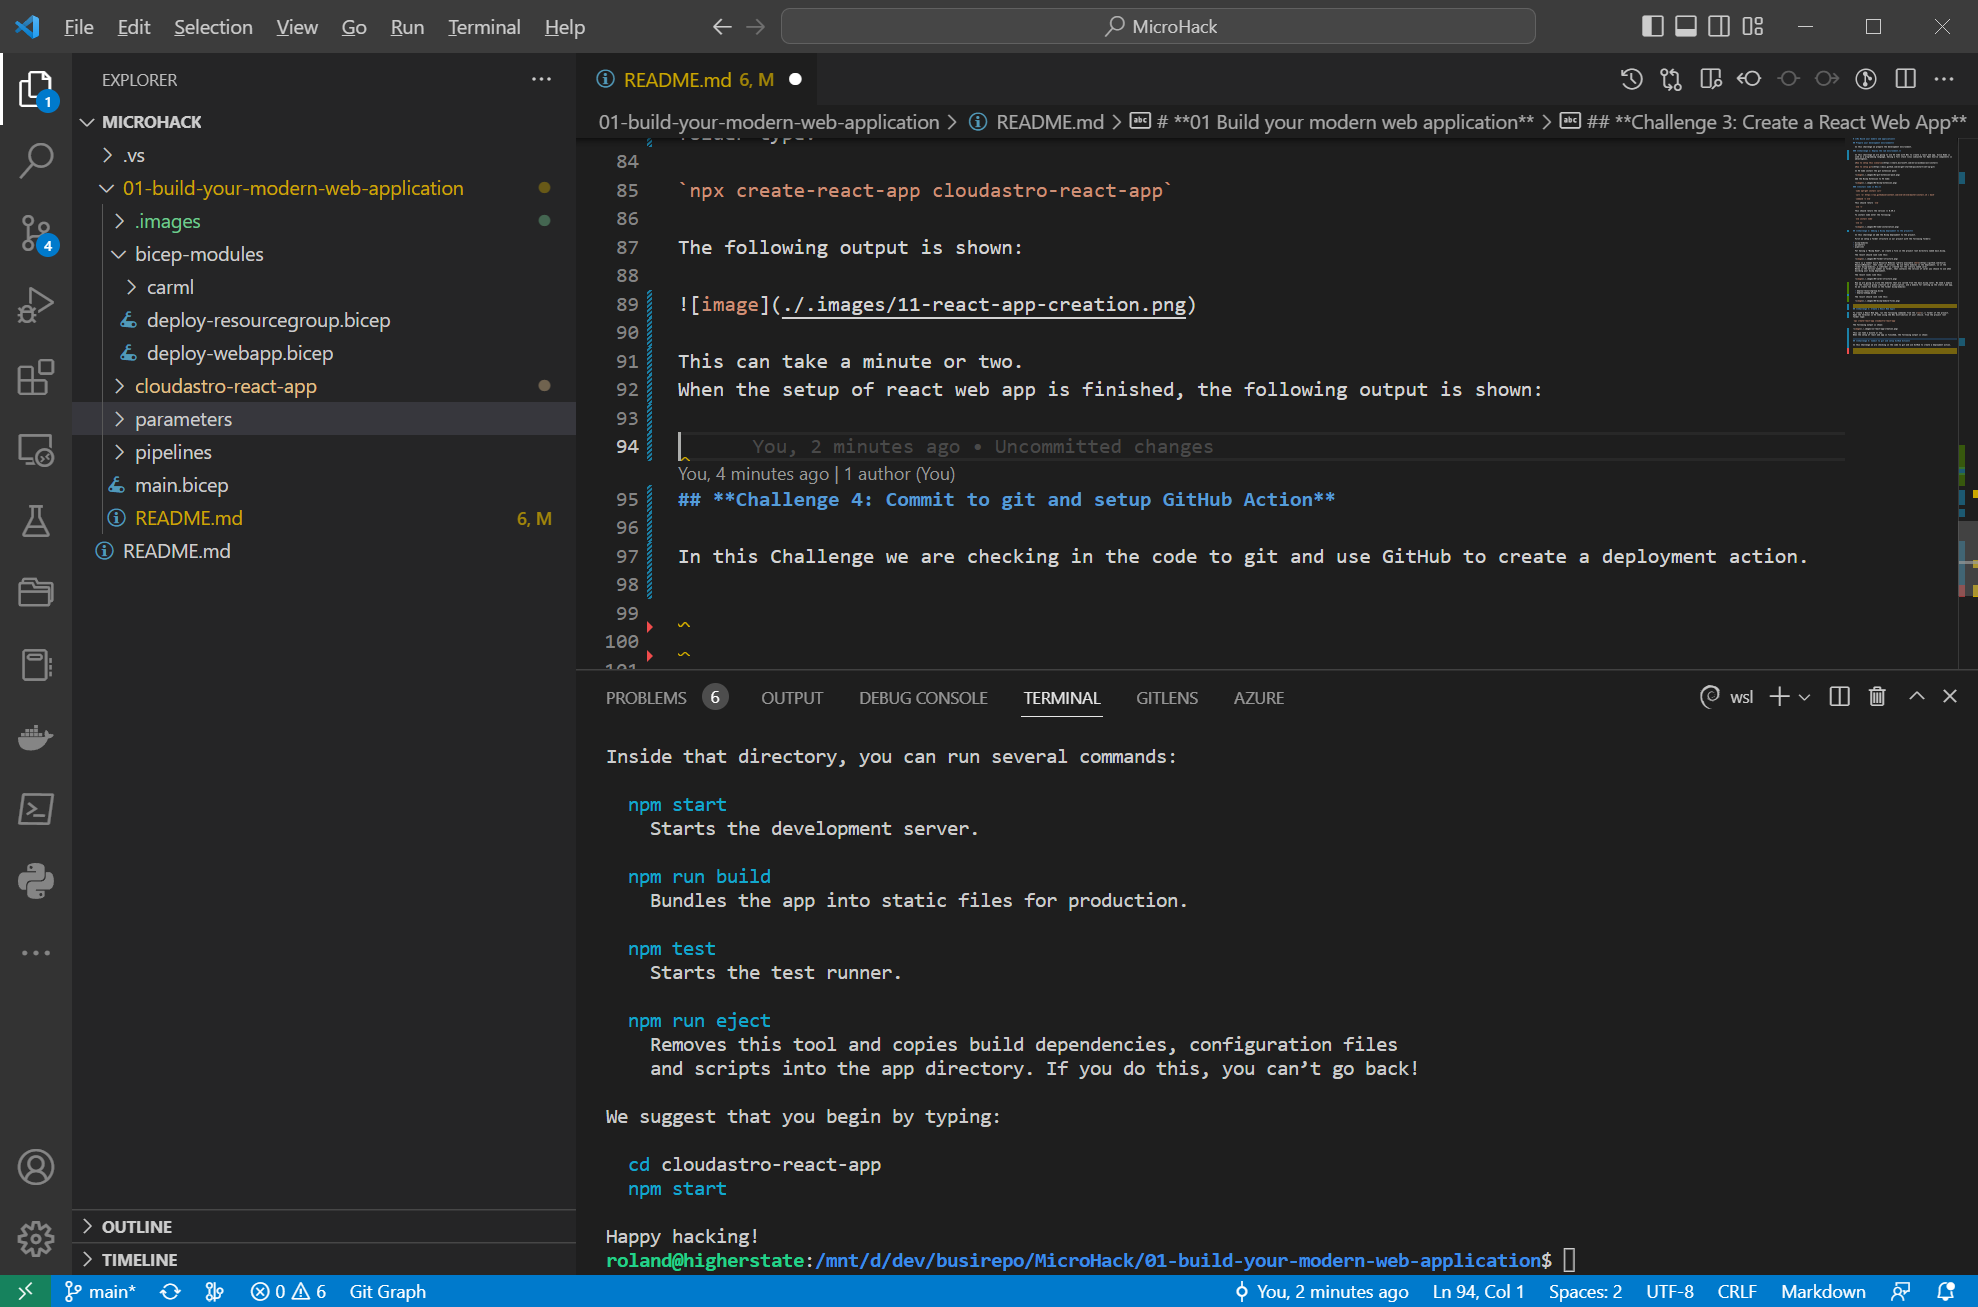 File Edit Selection View Go Run Terminal Help
MicroHack
EXPLORER
README.md 6, M
01-build-your-modern-web-application > README.md > # **01 Build your modern web application** > ## **Challenge 3: Create a React Web App**
MICROHACK
.vs
01-build-your-modern-web-application
.images
bicep-modules
carml
deploy-resourcegroup.bicep
deploy-webapp.bicep
cloudastro-react-app
parameters
pipelines
main.bicep
README.md 6, M
README.md
1
4
84
85 `npx create-react-app cloudastro-react-app`
86
87 The following output is shown:
88
89 ![image](./.images/11-react-app-creation.png)
90
91 This can take a minute or two.
92 When the setup of react web app is finished, the following output is shown:
93
94 You, 2 minutes ago • Uncommitted changes
You, 4 minutes ago | 1 author (You)
95 ## **Challenge 4: Commit to git and setup GitHub Action**
96
97 In this Challenge we are checking in the code to git and use GitHub to create a deployment action.
98
99
100
PROBLEMS 6 OUTPUT DEBUG CONSOLE TERMINAL GITLENS AZURE
wsl
Inside that directory, you can run several commands:
npm start
Starts the development server.
npm run build
Bundles the app into static files for production.
npm test
Starts the test runner.
npm run eject
Removes this tool and copies build dependencies, configuration files
and scripts into the app directory. If you do this, you can’t go back!
We suggest that you begin by typing:
cd cloudastro-react-app
npm start
Happy hacking!
roland@higherstate:/mnt/d/dev/busirepo/MicroHack/01-build-your-modern-web-application$
OUTLINE
TIMELINE
main* 0 6 Git Graph
You, 2 minutes ago Ln 94, Col 1 Spaces: 2 UTF-8 CRLF Markdown